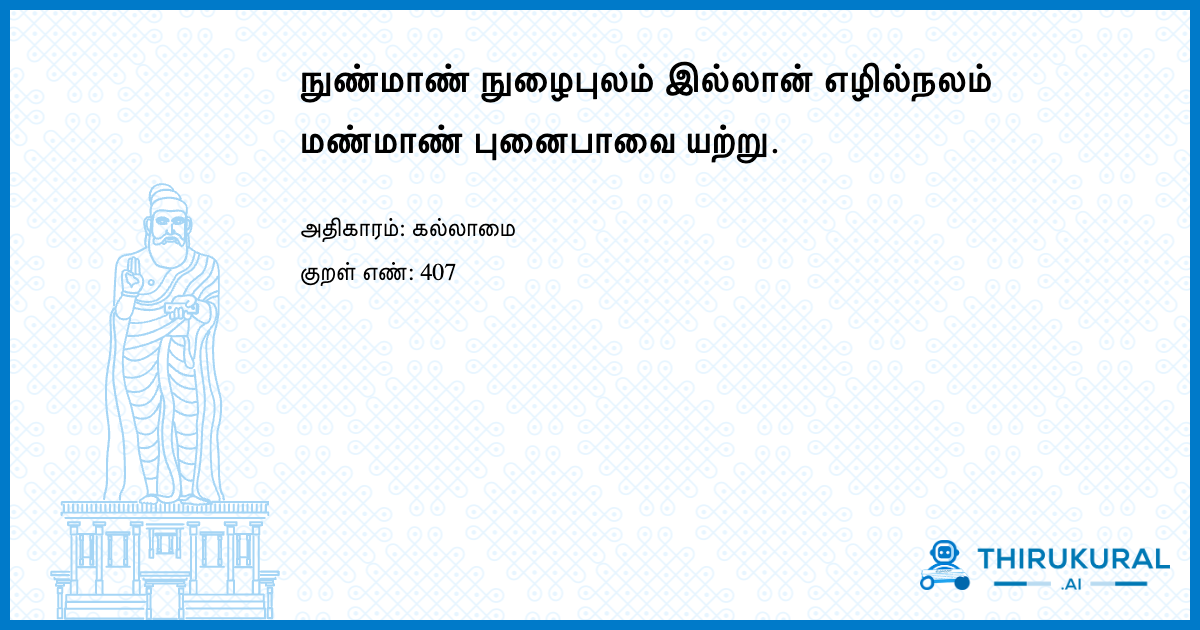 நுண்மாண் நுழைபுலம் இல்லான் எழில்நலம்
மண்மாண் புனைபாவை யற்று.
அதிகாரம்: கல்லாமை
குறள் எண்: 407
THIRUKURAL
.AI